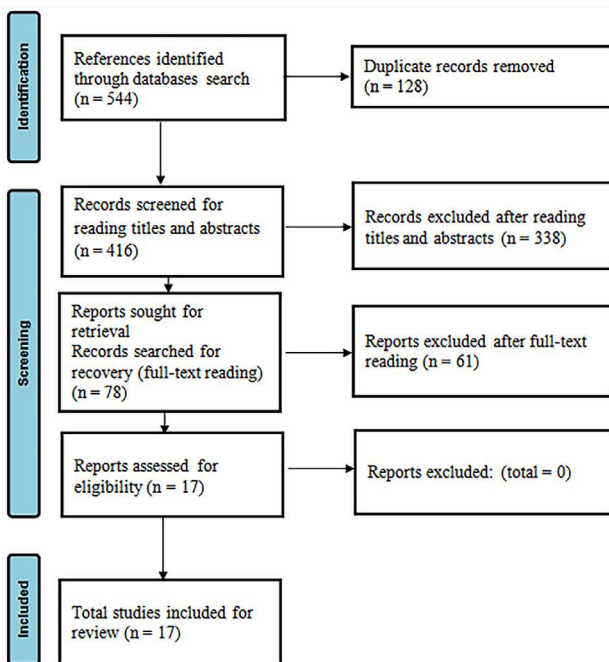 Identification
References identified
through databases search
(n = 544)
Duplicate records removed
(n = 128)
Screening
Records screened for
reading titles and abstracts
(n = 416)
Records excluded after reading
titles and abstracts (n = 338)
Reports sought for
retrieval
Records searched for
recovery (full-text reading)
(n = 78)
Reports excluded after full-text
reading (n = 61)
Reports assessed for
eligibility (n = 17)
Reports excluded: (total = 0)
Included
Total studies included for
review (n = 17)